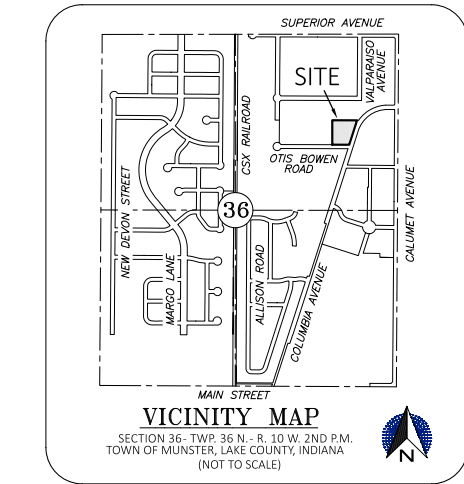 SUPERIOR AVENUE
VALPARAISO
AVENUE
SITE
CSX RAILROAD
OTIS BOWEN
ROAD
NEW DEVON STREET
36
CALUMET AVENUE
MARGO LANE
ALLISON ROAD
COLUMBIA AVENUE
MAIN STREET
VICINITY MAP
SECTION 36- TWP. 36 N.- R. 10 W. 2ND P.M.
TOWN OF MUNSTER, LAKE COUNTY, INDIANA
(NOT TO SCALE)
N